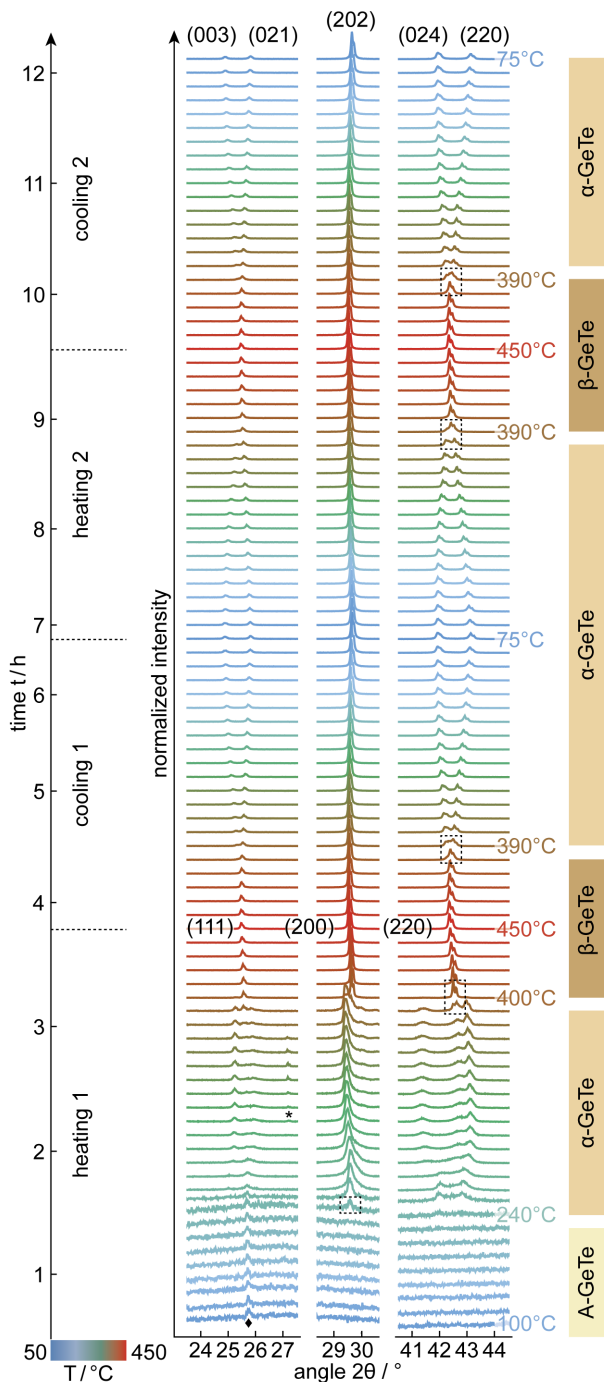 (003) (021) (202) (024) (220)
75°C
12
11
cooling 2
α-GeTe
10
390°C
450°C
β-GeTe
9
390°C
heating 2
8
7
75°C
α-GeTe
time t / h
normalized intensity
6
cooling 1
5
390°C
4
(111) (200) (220) 450°C
β-GeTe
400°C
3
α-GeTe
*
heating 1
2
240°C
1
A-GeTe
100°C
♦
24 25 26 27 29 30 41 42 43 44
50 450
T / °C
angle 2θ / °